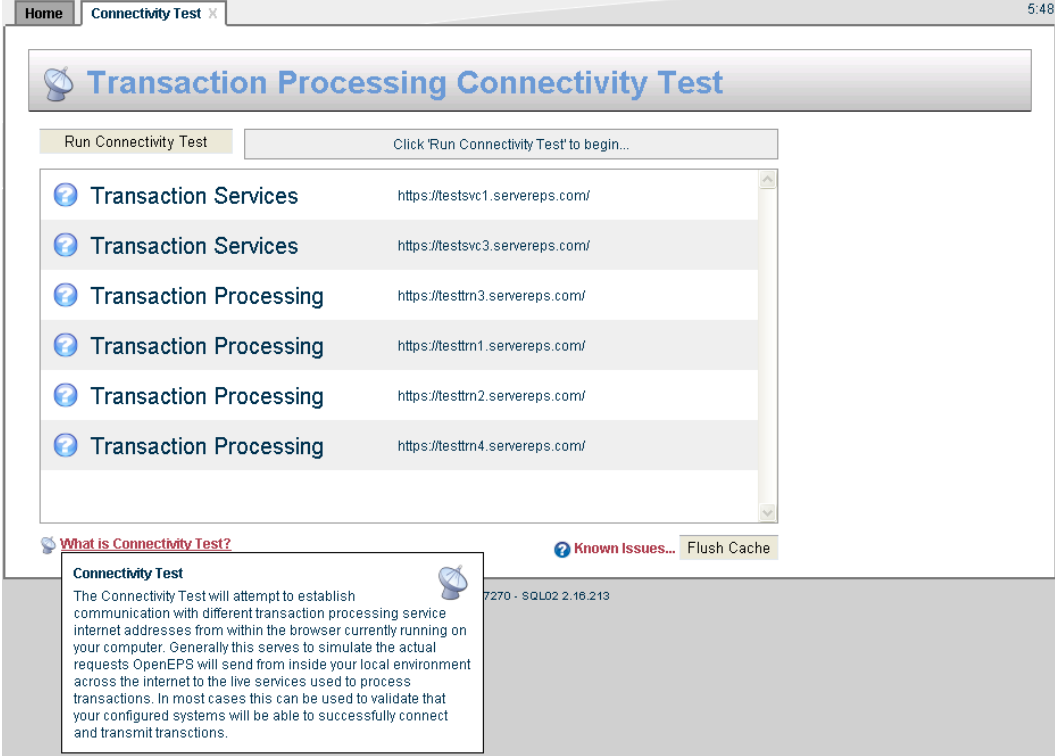 Home Connectivity Test X 5:48
Transaction Processing Connectivity Test
Run Connectivity Test Click 'Run Connectivity Test' to begin...
Transaction Services https://testsvc1.servereps.com/
Transaction Services https://testsvc3.servereps.com/
Transaction Processing https://testtrn3.servereps.com/
Transaction Processing https://testtrn1.servereps.com/
Transaction Processing https://testtrn2.servereps.com/
Transaction Processing https://testtrn4.servereps.com/
What is Connectivity Test? Known Issues... Flush Cache
Connectivity Test
The Connectivity Test will attempt to establish
communication with different transaction processing service
internet addresses from within the browser currently running on
your computer. Generally this serves to simulate the actual
requests OpenEPS will send from inside your local environment
across the internet to the live services used to process
transactions. In most cases this can be used to validate that
your configured systems will be able to successfully connect
and transmit transctions.
7270 - SQL02 2.16.213